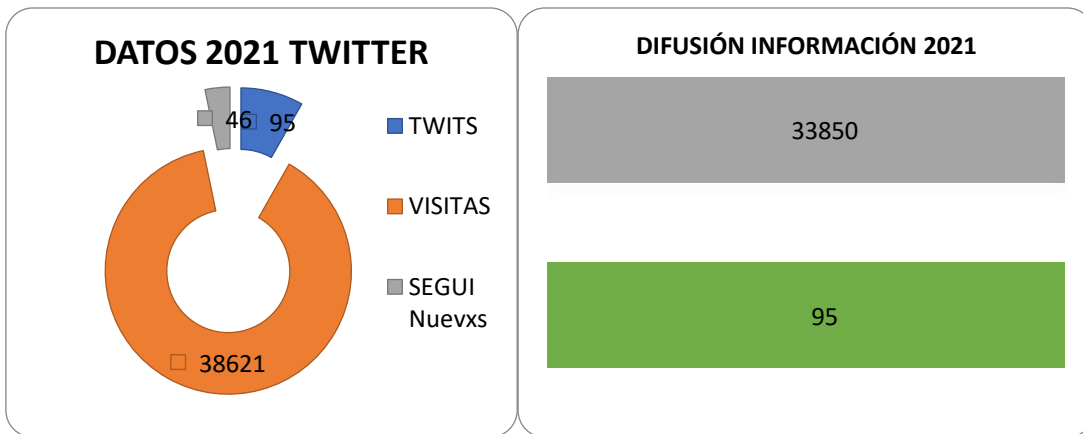 DATOS 2021 TWITTER
46
95
TWITS
VISITAS
SEGUI
Nuevxs
38621
DIFUSIÓN INFORMACIÓN 2021
33850
95